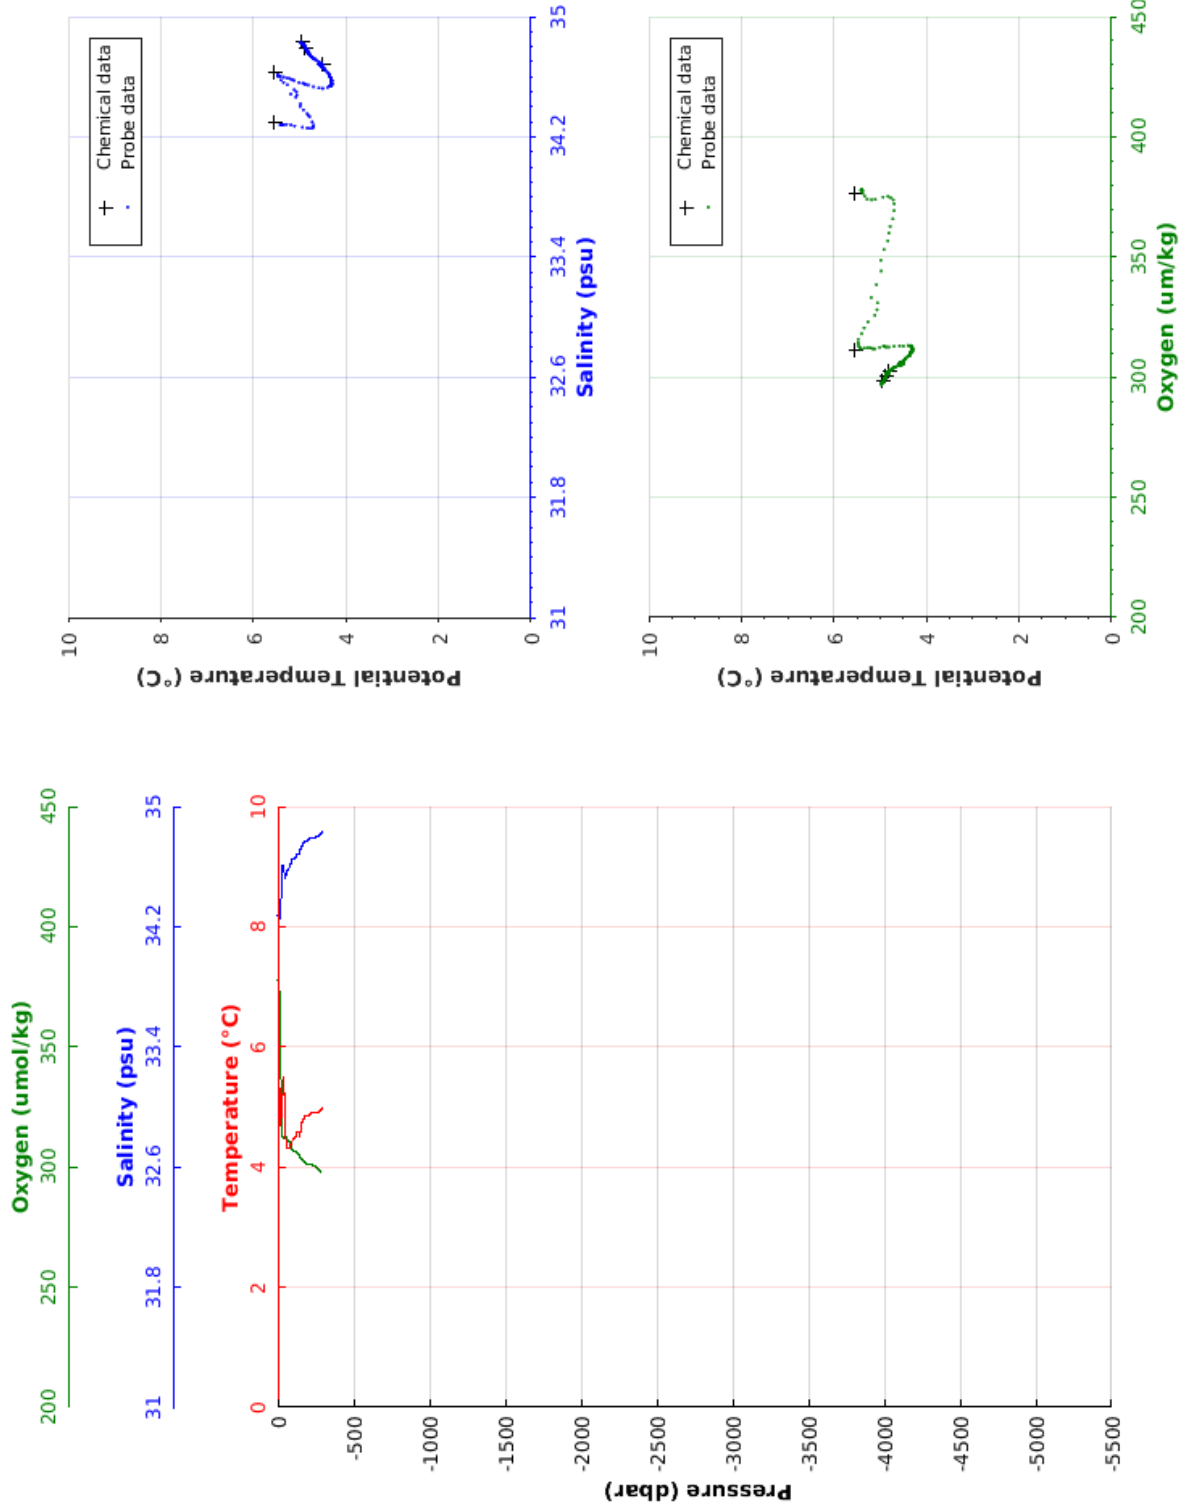 Oxygen (umol/kg)
200 250 300 350 400 450
Salinity (psu)
31 31.8 32.6 33.4 34.2 35
Temperature (°C)
0 2 4 6 8 10
Pressure (dbar)
0
-500
-1000
-1500
-2000
-2500
-3000
-3500
-4000
-4500
-5000
-5500
Potential Temperature (°C)
10
8
6
4
2
0
Chemical data
Probe data
31 31.8 32.6 33.4 34.2 35
Salinity (psu)
Potential Temperature (°C)
10
8
6
4
2
0
Chemical data
Probe data
200 250 300 350 400 450
Oxygen (um/kg)